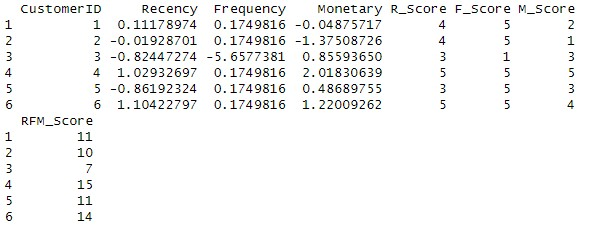 CustomerID Recency Frequency Monetary R_Score F_Score M_Score
1 1 0.11178974 0.1749816 -0.04875717 4 5 2
2 2 -0.01928701 0.1749816 -1.37508726 4 5 1
3 3 -0.82447274 -5.6577381 0.85593650 3 1 3
4 4 1.02932697 0.1749816 2.01830639 5 5 5
5 5 -0.86192324 0.1749816 0.48689755 3 5 3
6 6 1.10422797 0.1749816 1.22009262 5 5 4
RFM_Score
1 11
2 10
3 7
4 15
5 11
6 14